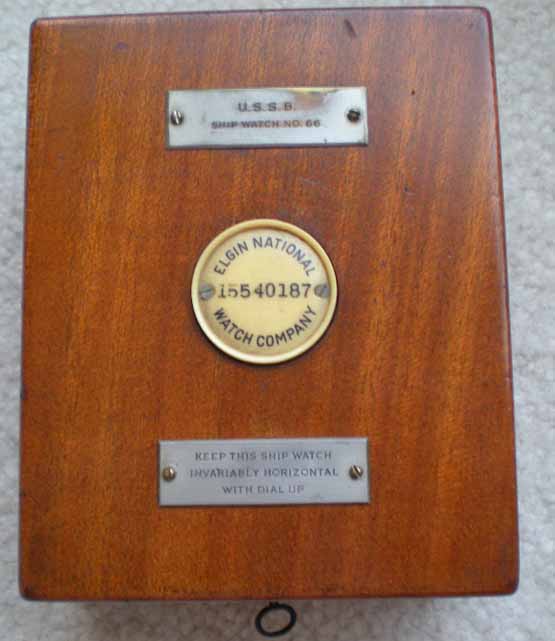 U.S.S.B.
SHIP WATCH NO. 66
ELGIN NATIONAL
15540187
WATCH COMPANY
KEEP THIS SHIP WATCH
INVARIABLY HORIZONTAL
WITH DIAL UP